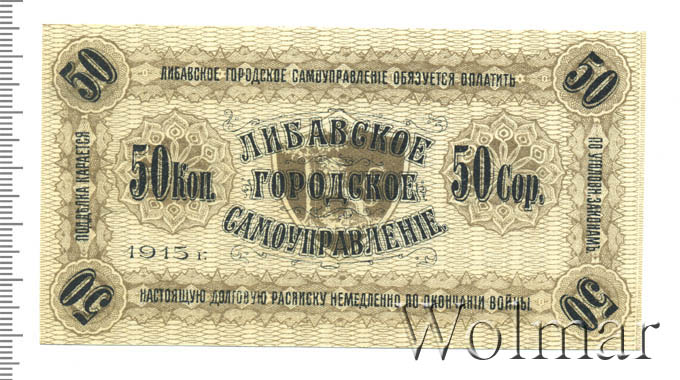 50
ЛИБАВСКОЕ ГОРОДСКОЕ САМОУПРАВЛЕНІЕ ОБЯЗУЕТСЯ ОПЛАТИТЬ
50
ПОДДѢЛКА КАРАЕТСЯ
50 Коп.
ЛИБАВСКОЕ
ГОРОДСКОЕ
САМОУПРАВЛЕНІЕ.
50 Cop.
ПО УГОЛОВН. ЗАКОНАМЪ
1915 г.
50
НАСТОЯЩУЮ ДОЛГОВУЮ РАСПИСКУ НЕМЕДЛЕННО ПО ОКОНЧАНІИ ВОЙНЫ.
50
Wolmar